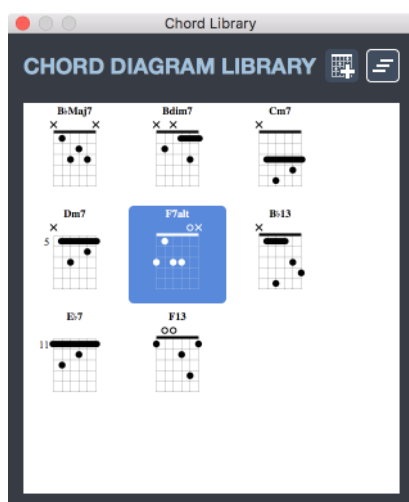 Chord Library
CHORD DIAGRAM LIBRARY
B♭Maj7 Bdim7 Cm7
× × × × ×
Dm7 F7alt B♭13
× ○× ×
5
E♭7 F13
○○
11